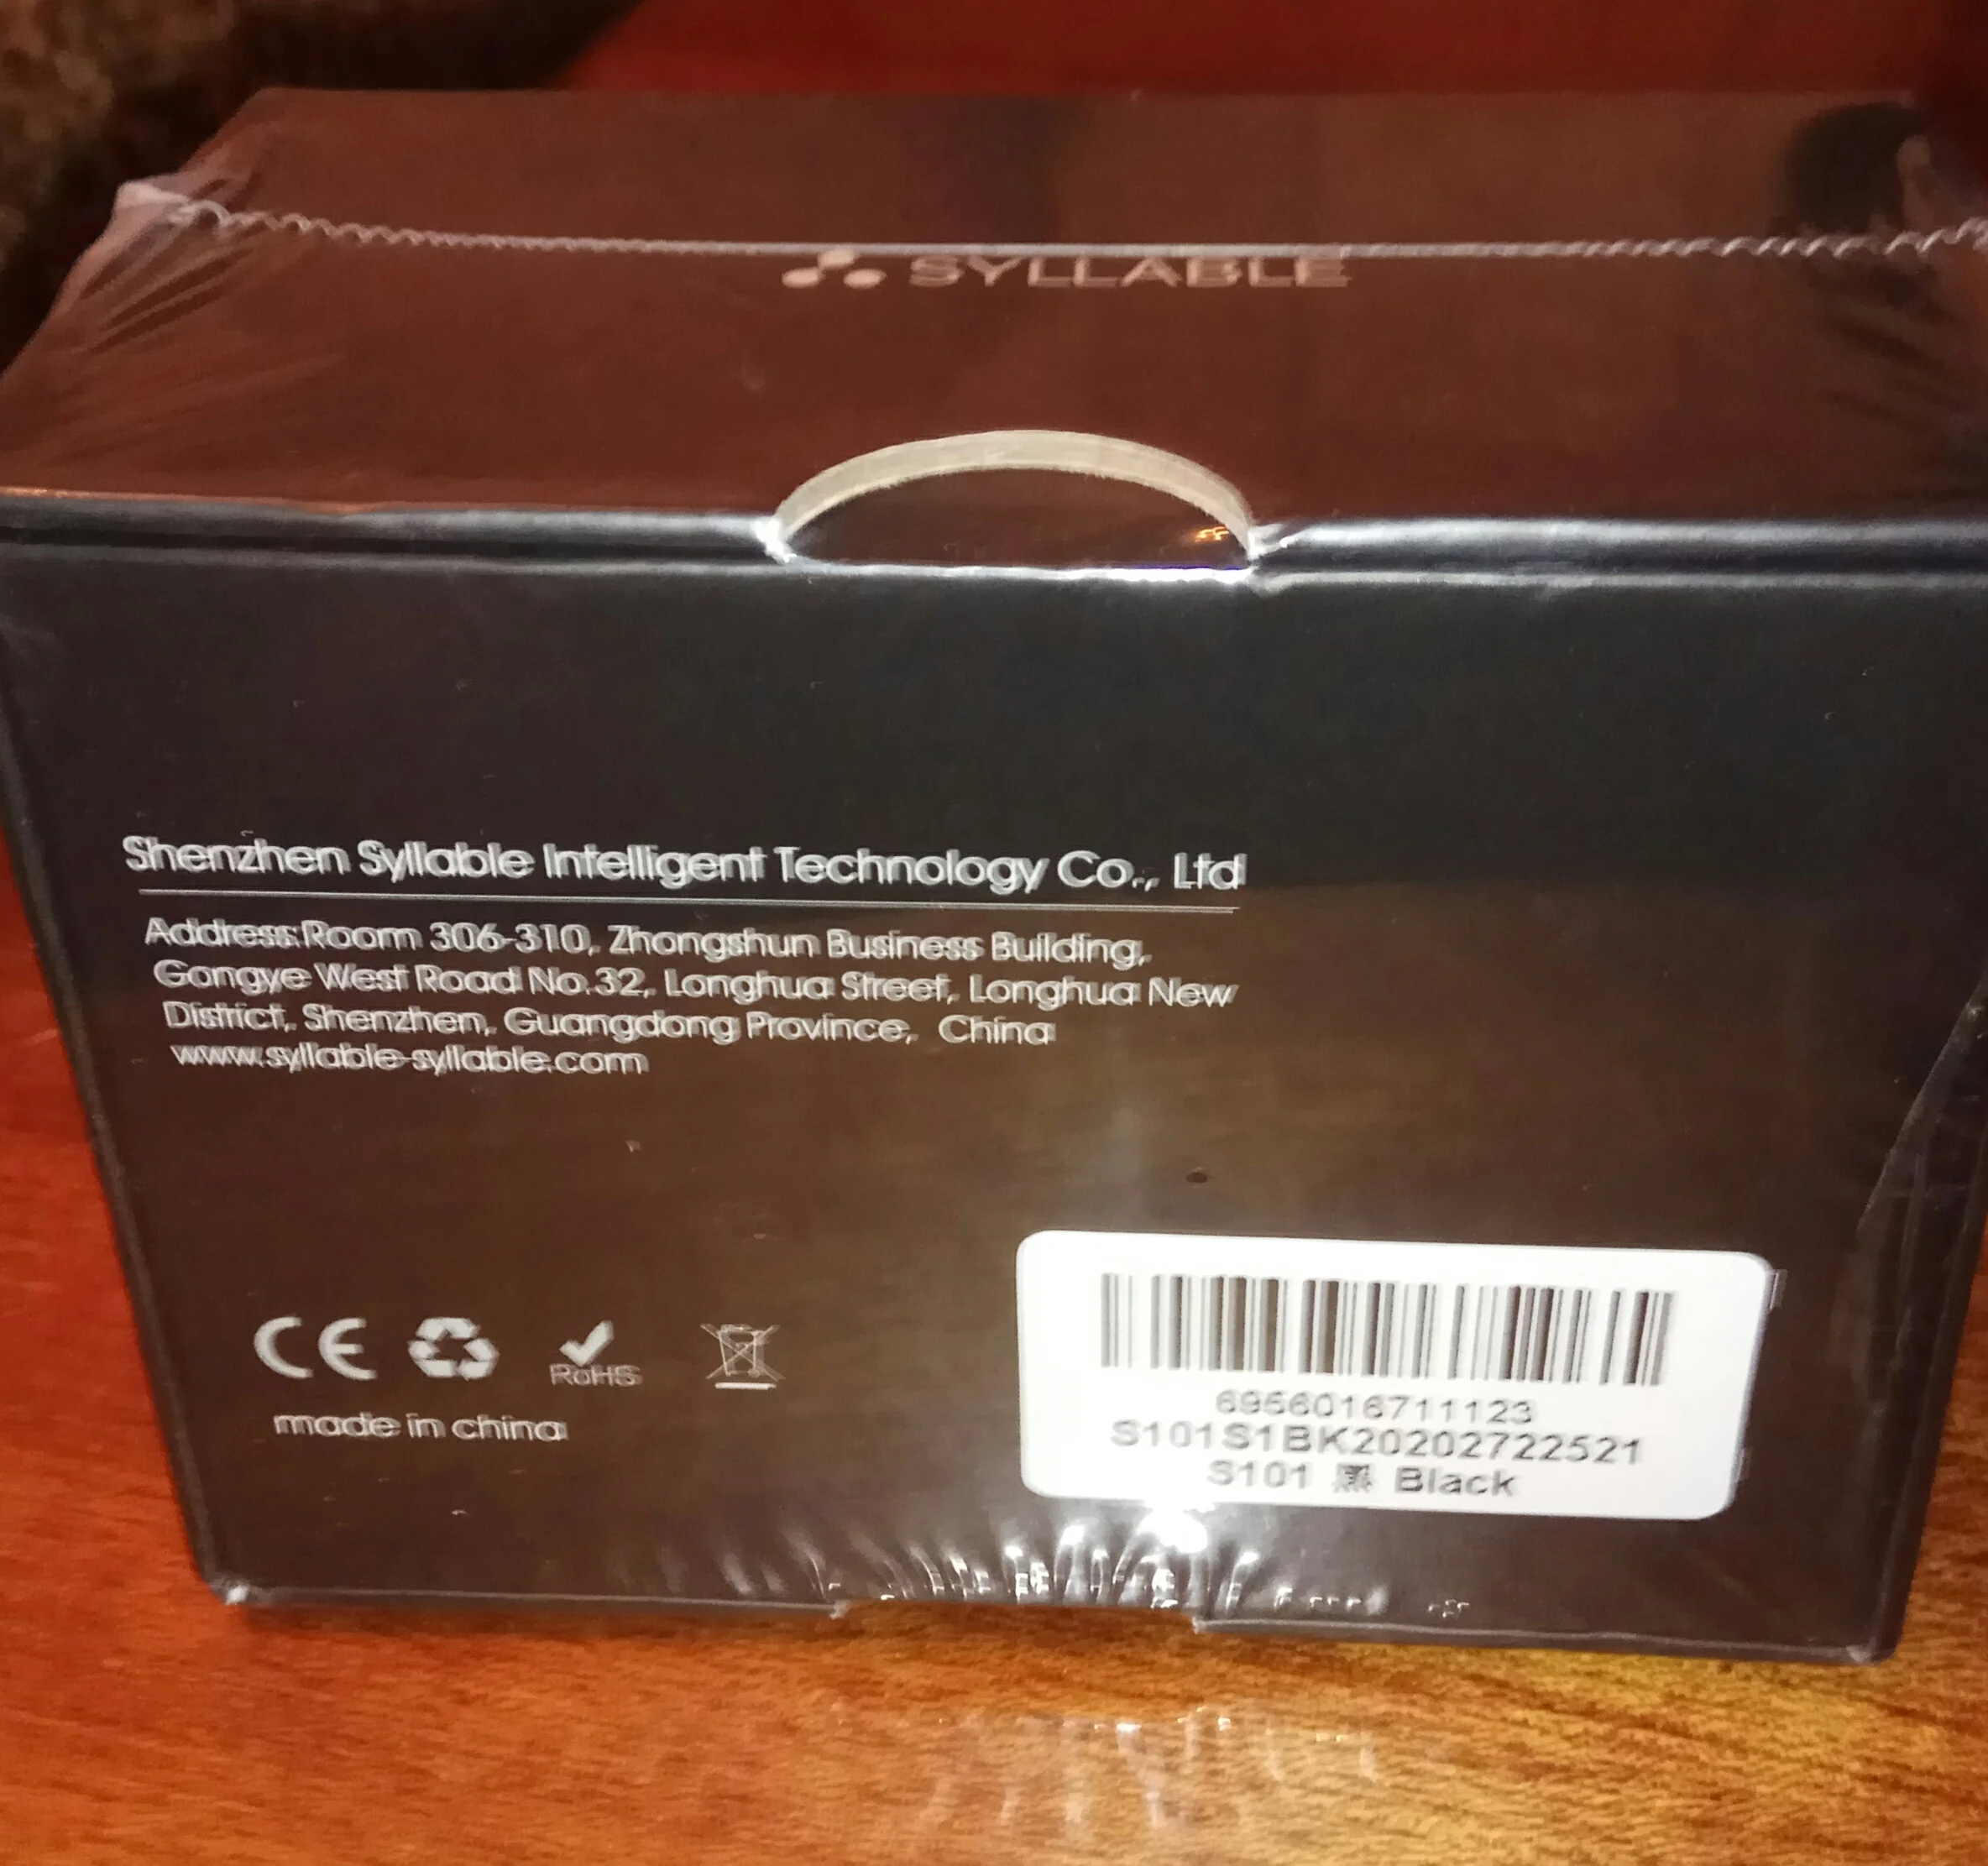 SYLLABLE
Shenzhen Syllable Intelligent Technology Co., Ltd
Address:Room 306-310, Zhongshun Business Building,
Gongye West Road No.32, Longhua Street, Longhua New
District, Shenzhen, Guangdong Province, China
www.syllable-syllable.com
CE
RoHS
made in china
6956016711123
S101S1BK20202722521
S101 黑 Black